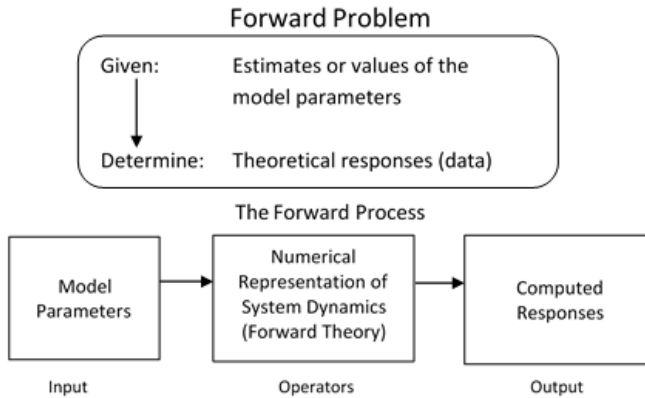 Forward Problem
Given: Estimates or values of the
model parameters
Determine: Theoretical responses (data)
The Forward Process
Model
Parameters
Numerical
Representation of
System Dynamics
(Forward Theory)
Computed
Responses
Input
Operators
Output